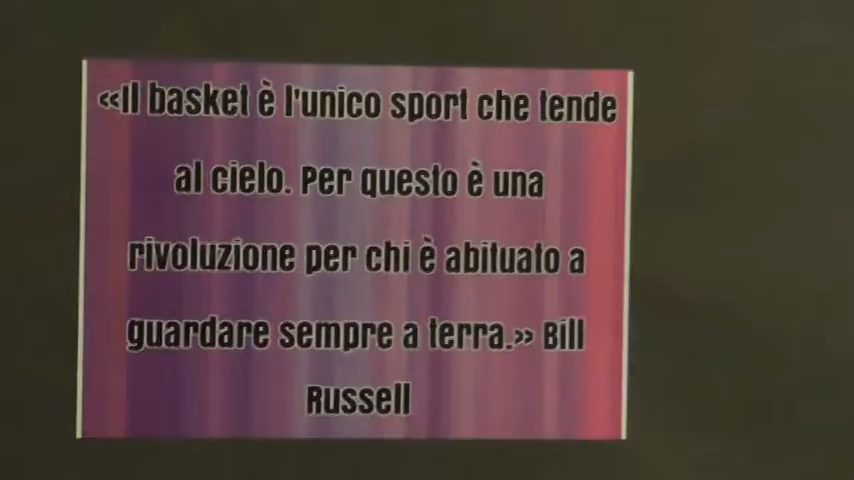 «Il basket è l'unico sport che tende
al cielo. Per questo è una
rivoluzione per chi è abituato a
guardare sempre a terra.» Bill
Russell